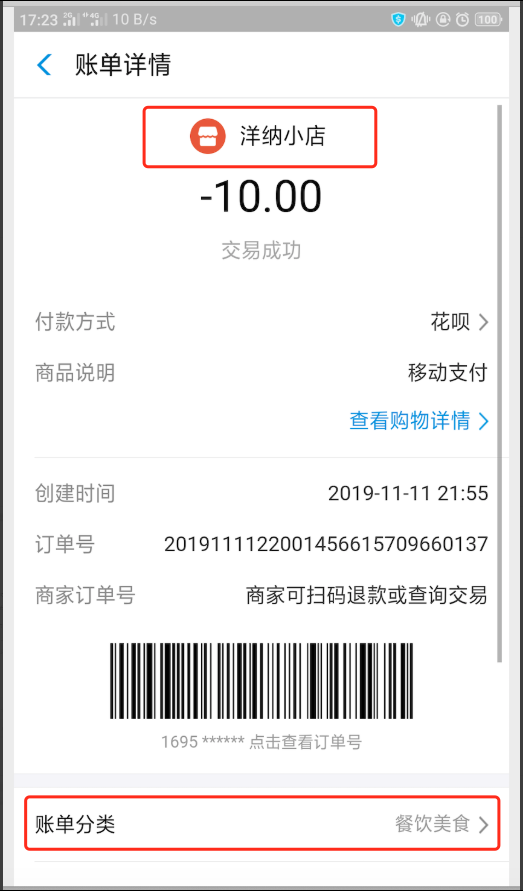 17:23 2G 4G 10 B/s 100
账单详情
洋纳小店
-10.00
交易成功
付款方式 花呗
商品说明 移动支付
查看购物详情
创建时间 2019-11-11 21:55
订单号 2019111122001456615709660137
商家订单号 商家可扫码退款或查询交易
1695 ****** 点击查看订单号
账单分类 餐饮美食